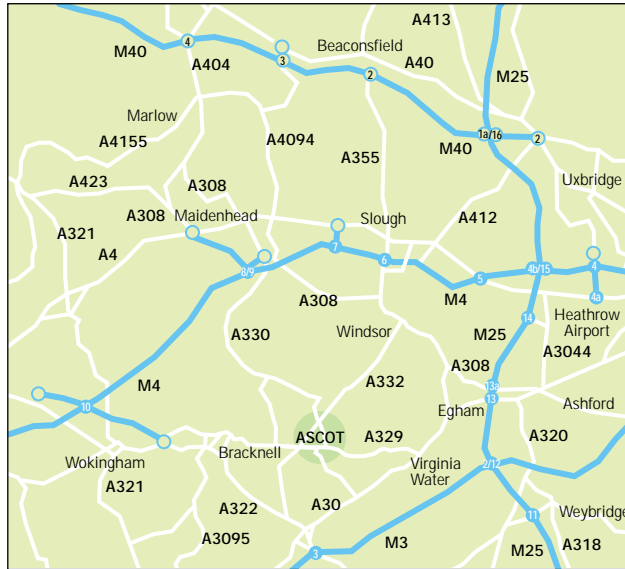 A413
4
M40
Beaconsfield
A404
3
A40
2
M25
Marlow
1a/16
2
A4155
A4094
M40
A355
A423
A308
Uxbridge
A308
Maidenhead
Slough
A412
A321
A4
7
6
8/9
5
4b/15
4
4a
A308
M4
14
Heathrow
Airport
A330
Windsor
M25
A308
A3044
M4
A332
13a
13
10
Egham
Ashford
ASCOT
A329
A320
Wokingham
Bracknell
Virginia
Water
2/12
A321
A322
A30
11
Weybridge
A3095
3
M3
M25
A318